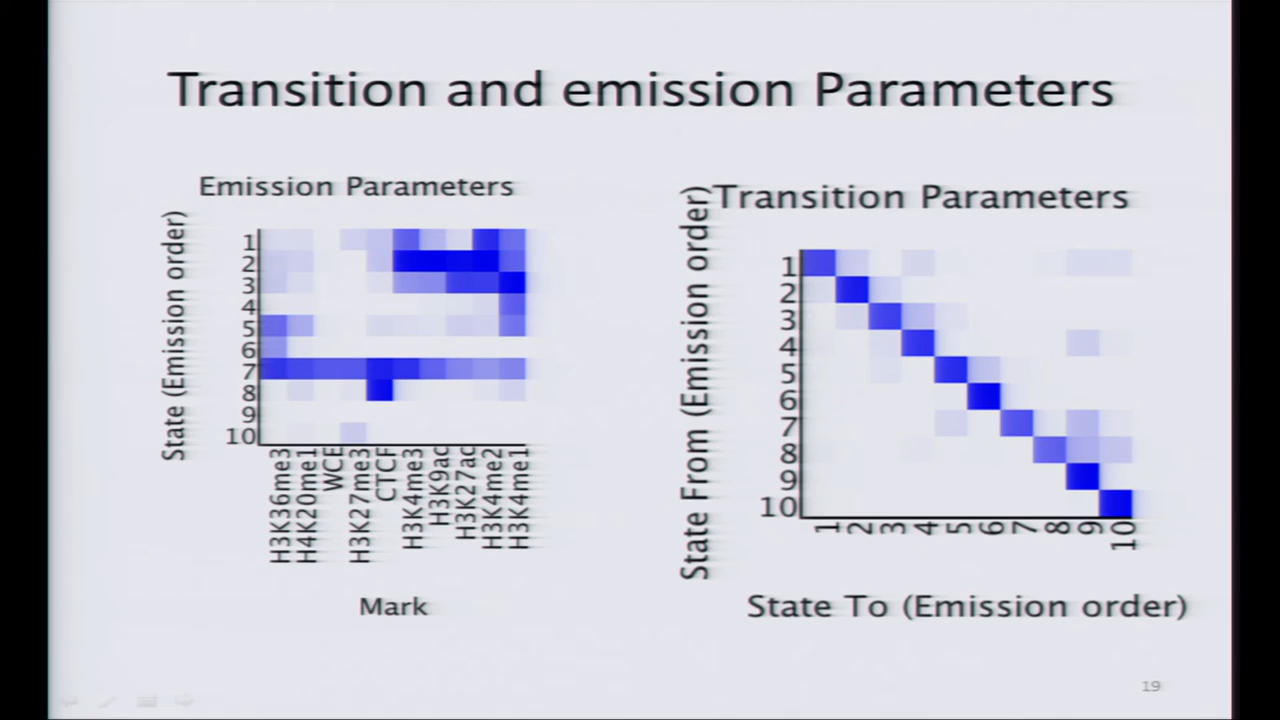 Transition and emission Parameters
Emission Parameters
State (Emission order)
1
2
3
4
5
6
7
8
9
10
H3K36me3
H4K20me1
WCE
H3K27me3
CTCF
H3K4me3
H3K9ac
H3K27ac
H3K4me2
H3K4me1
Mark
Transition Parameters
State From (Emission order)
1
2
3
4
5
6
7
8
9
10
1
2
3
4
5
6
7
8
9
10
State To (Emission order)
19